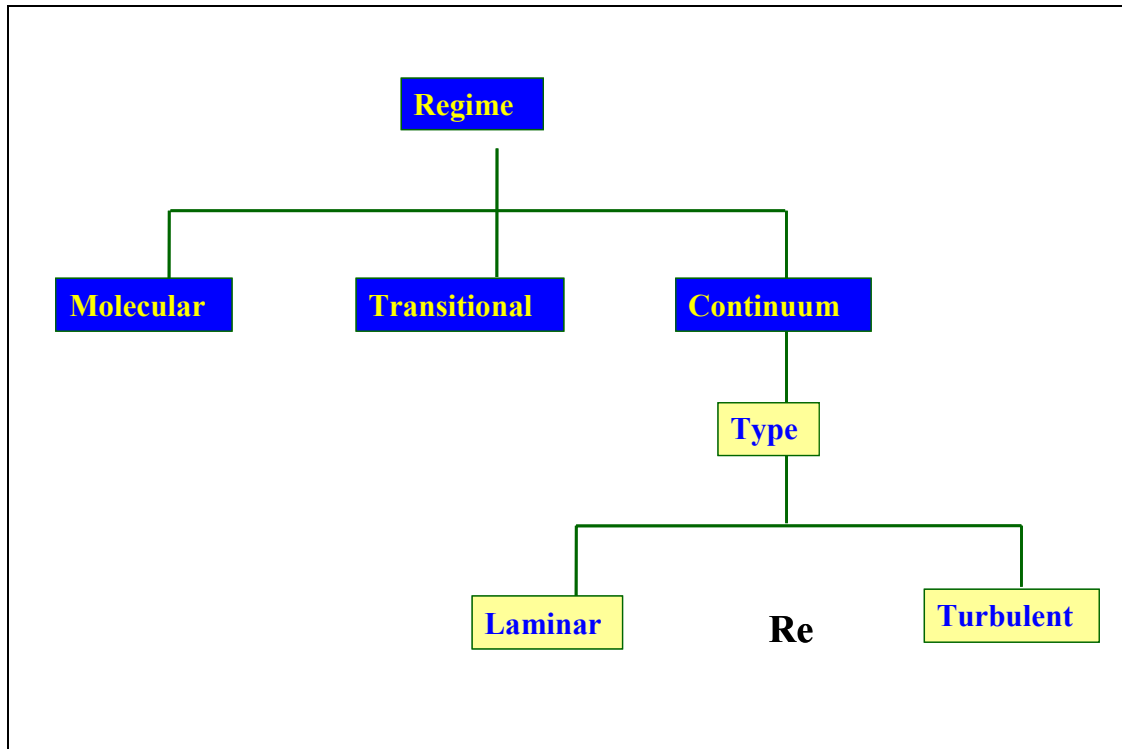 Regime
Molecular
Transitional
Continuum
Type
Laminar
Re
Turbulent